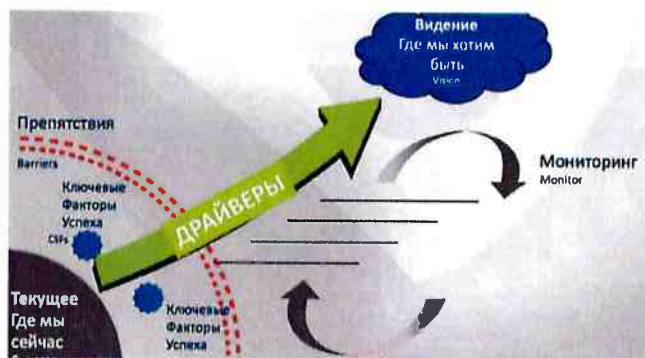 Видение
Где мы хотим
быть
Vision
Препятствия
Barriers
Мониторинг
Monitor
Ключевые
Факторы
Успеха
CSFs
ДРАЙВЕРЫ
Текущее
Где мы
сейчас
Ключевые
Факторы
Успеха